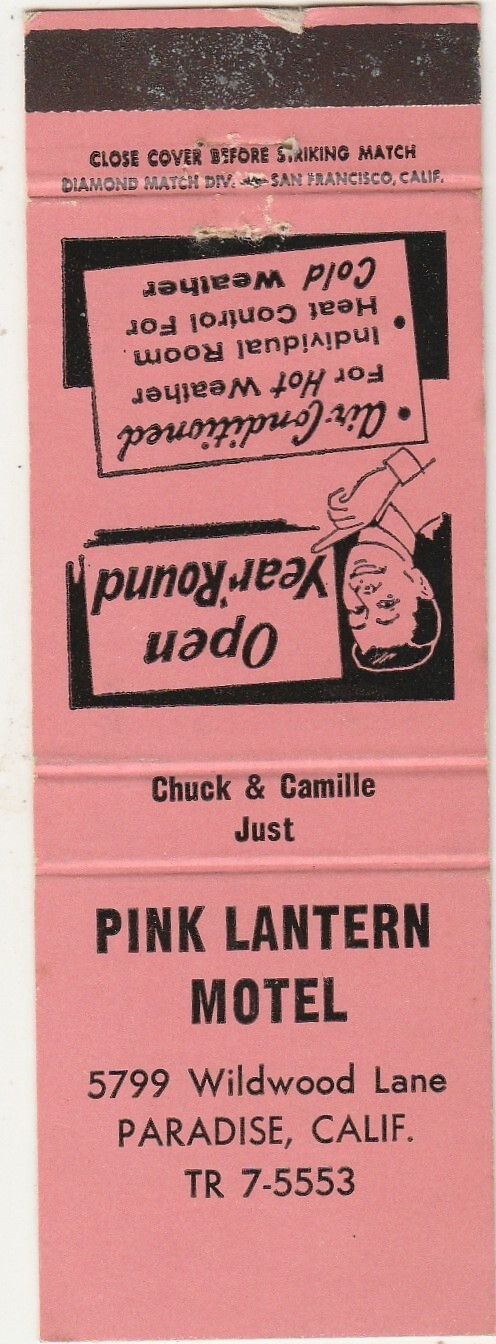 CLOSE COVER BEFORE STRIKING MATCH
DIAMOND MATCH DIV. SAN FRANCISCO, CALIF.
Open
Year 'Round
• Air-Conditioned
For Hot Weather
• Individual Room
Heat Control For
Cold Weather
Chuck & Camille
Just
PINK LANTERN
MOTEL
5799 Wildwood Lane
PARADISE, CALIF.
TR 7-5553